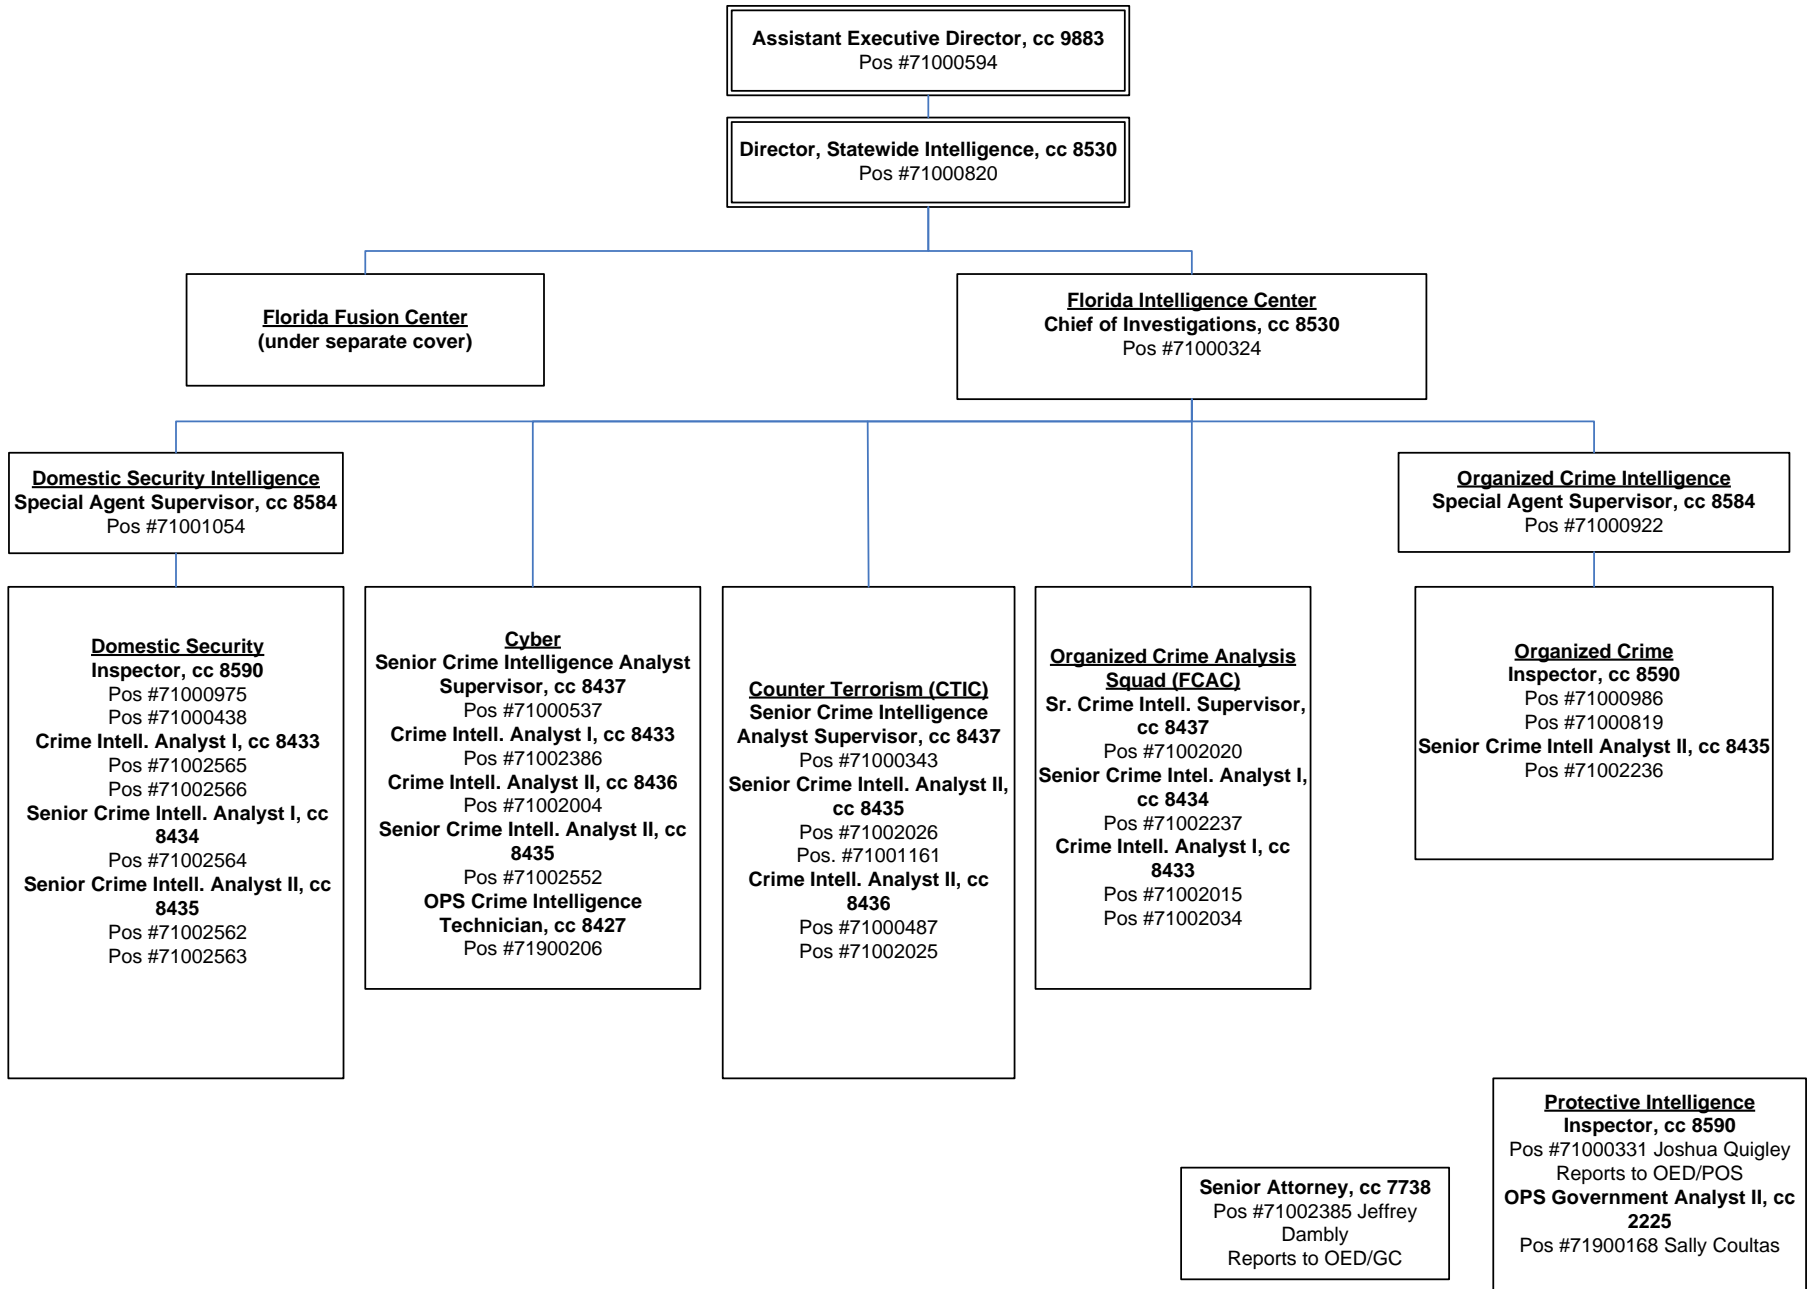 Assistant Executive Director, cc 9883
Pos #71000594
Director, Statewide Intelligence, cc 8530
Pos #71000820
Florida Fusion Center
(under separate cover)
Florida Intelligence Center
Chief of Investigations, cc 8530
Pos #71000324
Domestic Security Intelligence
Special Agent Supervisor, cc 8584
Pos #71001054
Organized Crime Intelligence
Special Agent Supervisor, cc 8584
Pos #71000922
Domestic Security
Inspector, cc 8590
Pos #71000975
Pos #71000438
Crime Intell. Analyst I, cc 8433
Pos #71002565
Pos #71002566
Senior Crime Intell. Analyst I, cc
8434
Pos #71002564
Senior Crime Intell. Analyst II, cc
8435
Pos #71002562
Pos #71002563
Cyber
Senior Crime Intelligence Analyst
Supervisor, cc 8437
Pos #71000537
Crime Intell. Analyst I, cc 8433
Pos #71002386
Crime Intell. Analyst II, cc 8436
Pos #71002004
Senior Crime Intell. Analyst II, cc
8435
Pos #71002552
OPS Crime Intelligence
Technician, cc 8427
Pos #71900206
Counter Terrorism (CTIC)
Senior Crime Intelligence
Analyst Supervisor, cc 8437
Pos #71000343
Senior Crime Intell. Analyst II,
cc 8435
Pos #71002026
Pos. #71001161
Crime Intell. Analyst II, cc
8436
Pos #71000487
Pos #71002025
Organized Crime Analysis
Squad (FCAC)
Sr. Crime Intell. Supervisor,
cc 8437
Pos #71002020
Senior Crime Intel. Analyst I,
cc 8434
Pos #71002237
Crime Intell. Analyst I, cc
8433
Pos #71002015
Pos #71002034
Organized Crime
Inspector, cc 8590
Pos #71000986
Pos #71000819
Senior Crime Intell Analyst II, cc 8435
Pos #71002236
Senior Attorney, cc 7738
Pos #71002385 Jeffrey
Dambly
Reports to OED/GC
Protective Intelligence
Inspector, cc 8590
Pos #71000331 Joshua Quigley
Reports to OED/POS
OPS Government Analyst II, cc
2225
Pos #71900168 Sally Coultas